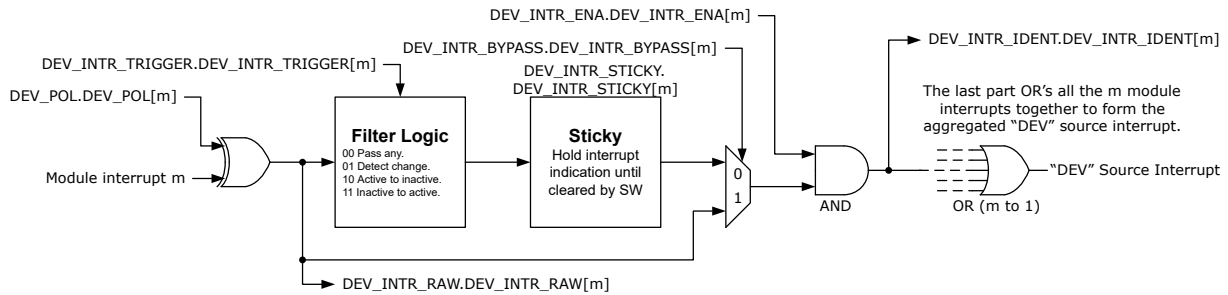 DEV_INTR_ENA.DEV_INTR_ENA[m]
DEV_INTR_BYPASS.DEV_INTR_BYPASS[m]
DEV_INTR_IDENT.DEV_INTR_IDENT[m]
DEV_INTR_TRIGGER.DEV_INTR_TRIGGER[m]
DEV_INTR_STICKY.
DEV_INTR_STICKY[m]
DEV_POL.DEV_POL[m]
The last part OR's all the m module
interrupts together to form the
aggregated “DEV” source interrupt.
Filter Logic
00 Pass any.
01 Detect change.
10 Active to inactive.
11 Inactive to active.
Sticky
Hold interrupt
indication until
cleared by SW
Module interrupt m
0
1
AND
“DEV” Source Interrupt
OR (m to 1)
DEV_INTR_RAW.DEV_INTR_RAW[m]